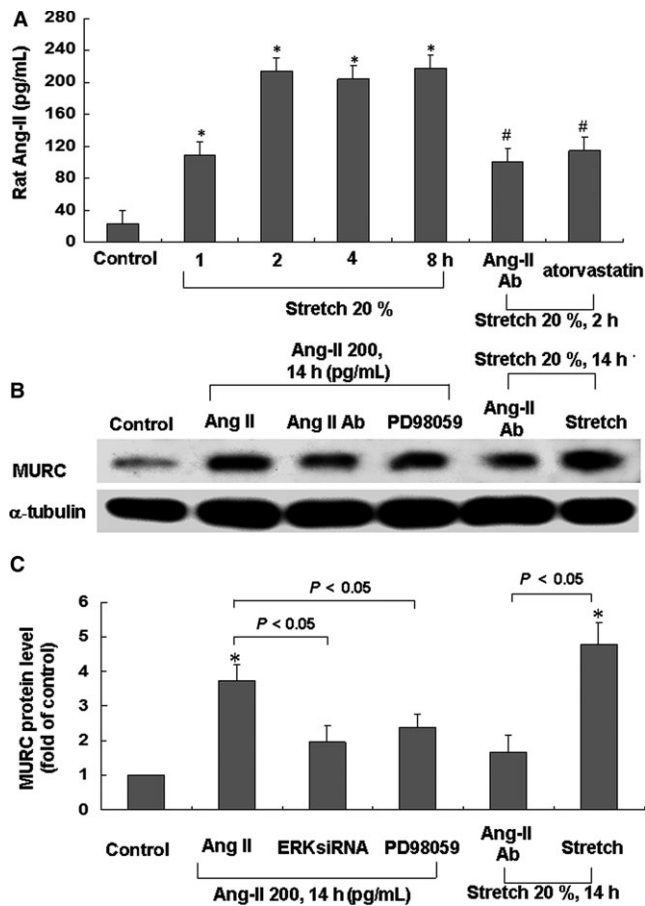 A
Rat Ang-II (pg/mL)
280
240
200
160
120
80
40
0
* * * * # #
Control 1 2 4 8 h Ang-II Ab atorvastatin
Stretch 20 %
Stretch 20 %, 2 h
B
Ang-II 200,
14 h (pg/mL)
Stretch 20 %, 14 h
Control Ang II Ang II Ab PD98059 Ang-II Ab Stretch
MURC
α-tubulin
C
MURC protein level
(fold of control)
6
5
4
3
2
1
0
P < 0.05
P < 0.05
P < 0.05
* *
Control Ang II ERKsiRNA PD98059 Ang-II Ab Stretch
Ang-II 200, 14 h (pg/mL)
Stretch 20 %, 14 h